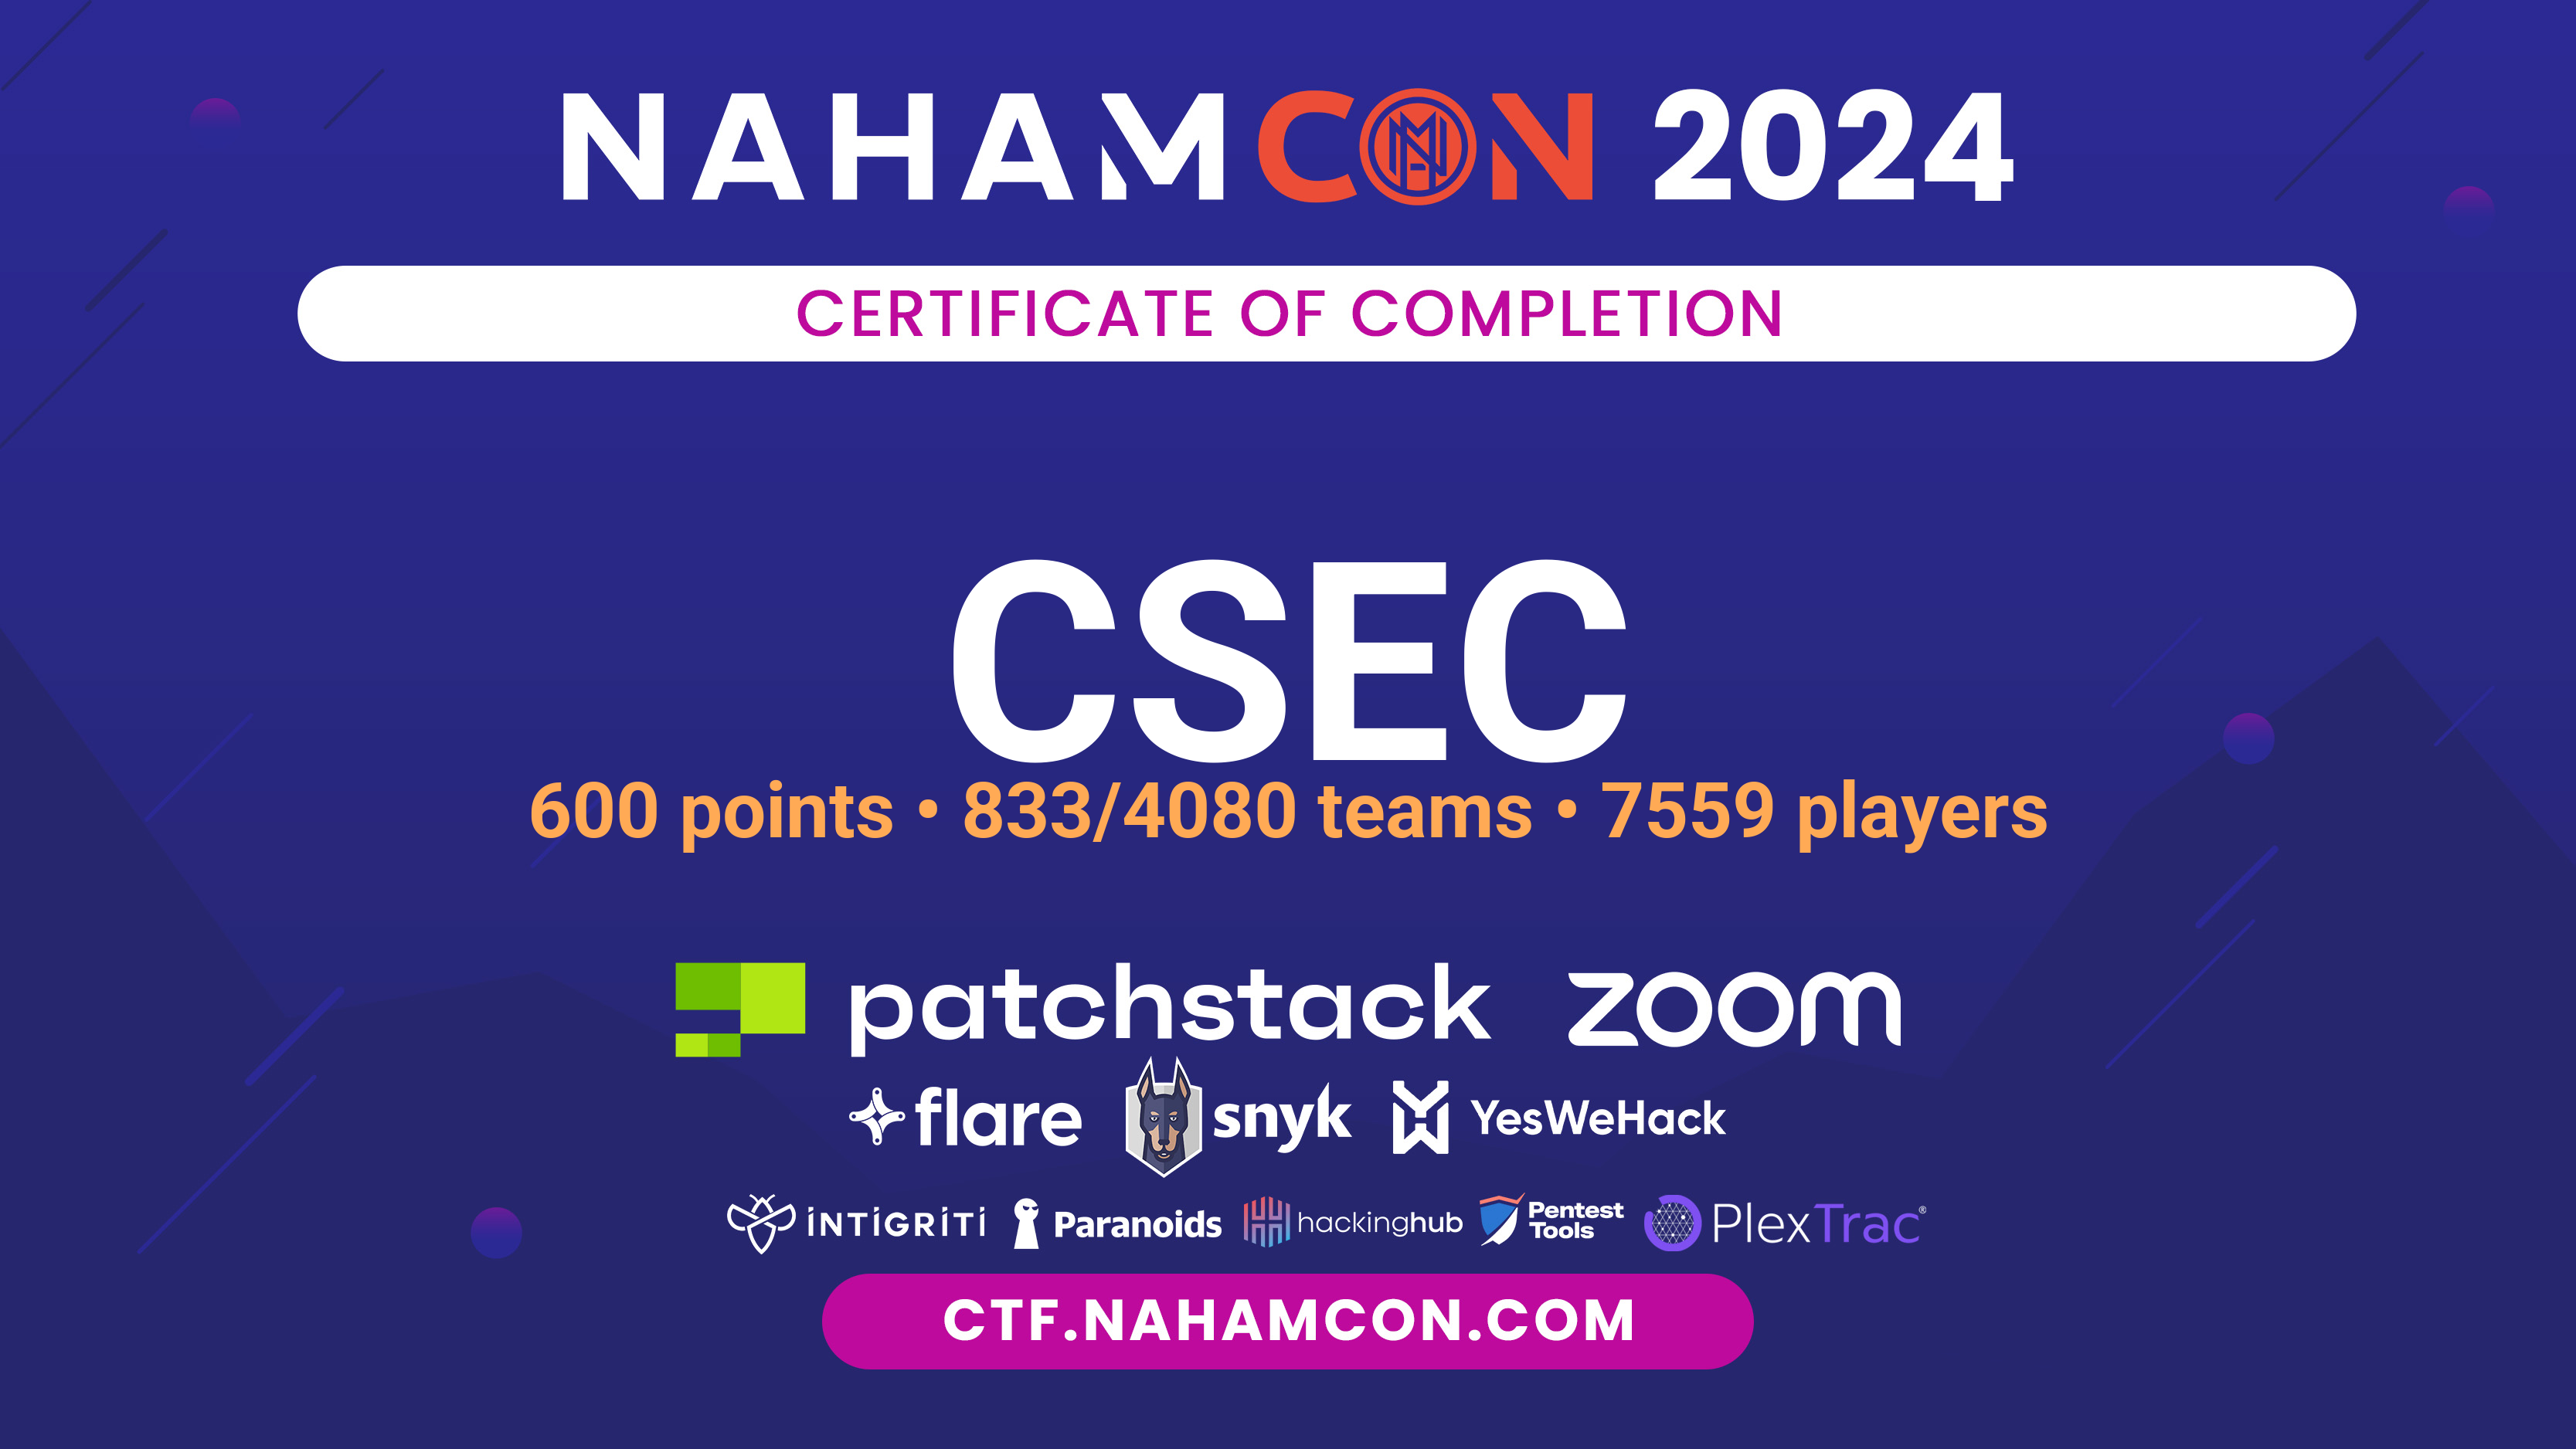 NAHAMCON 2024
CERTIFICATE OF COMPLETION
CSEC
600 points • 833/4080 teams • 7559 players
patchstack zoom
flare snyk YesWeHack
INTIGRITI Paranoids hackinghub Pentest Tools PlexTrac®
CTF.NAHAMCON.COM